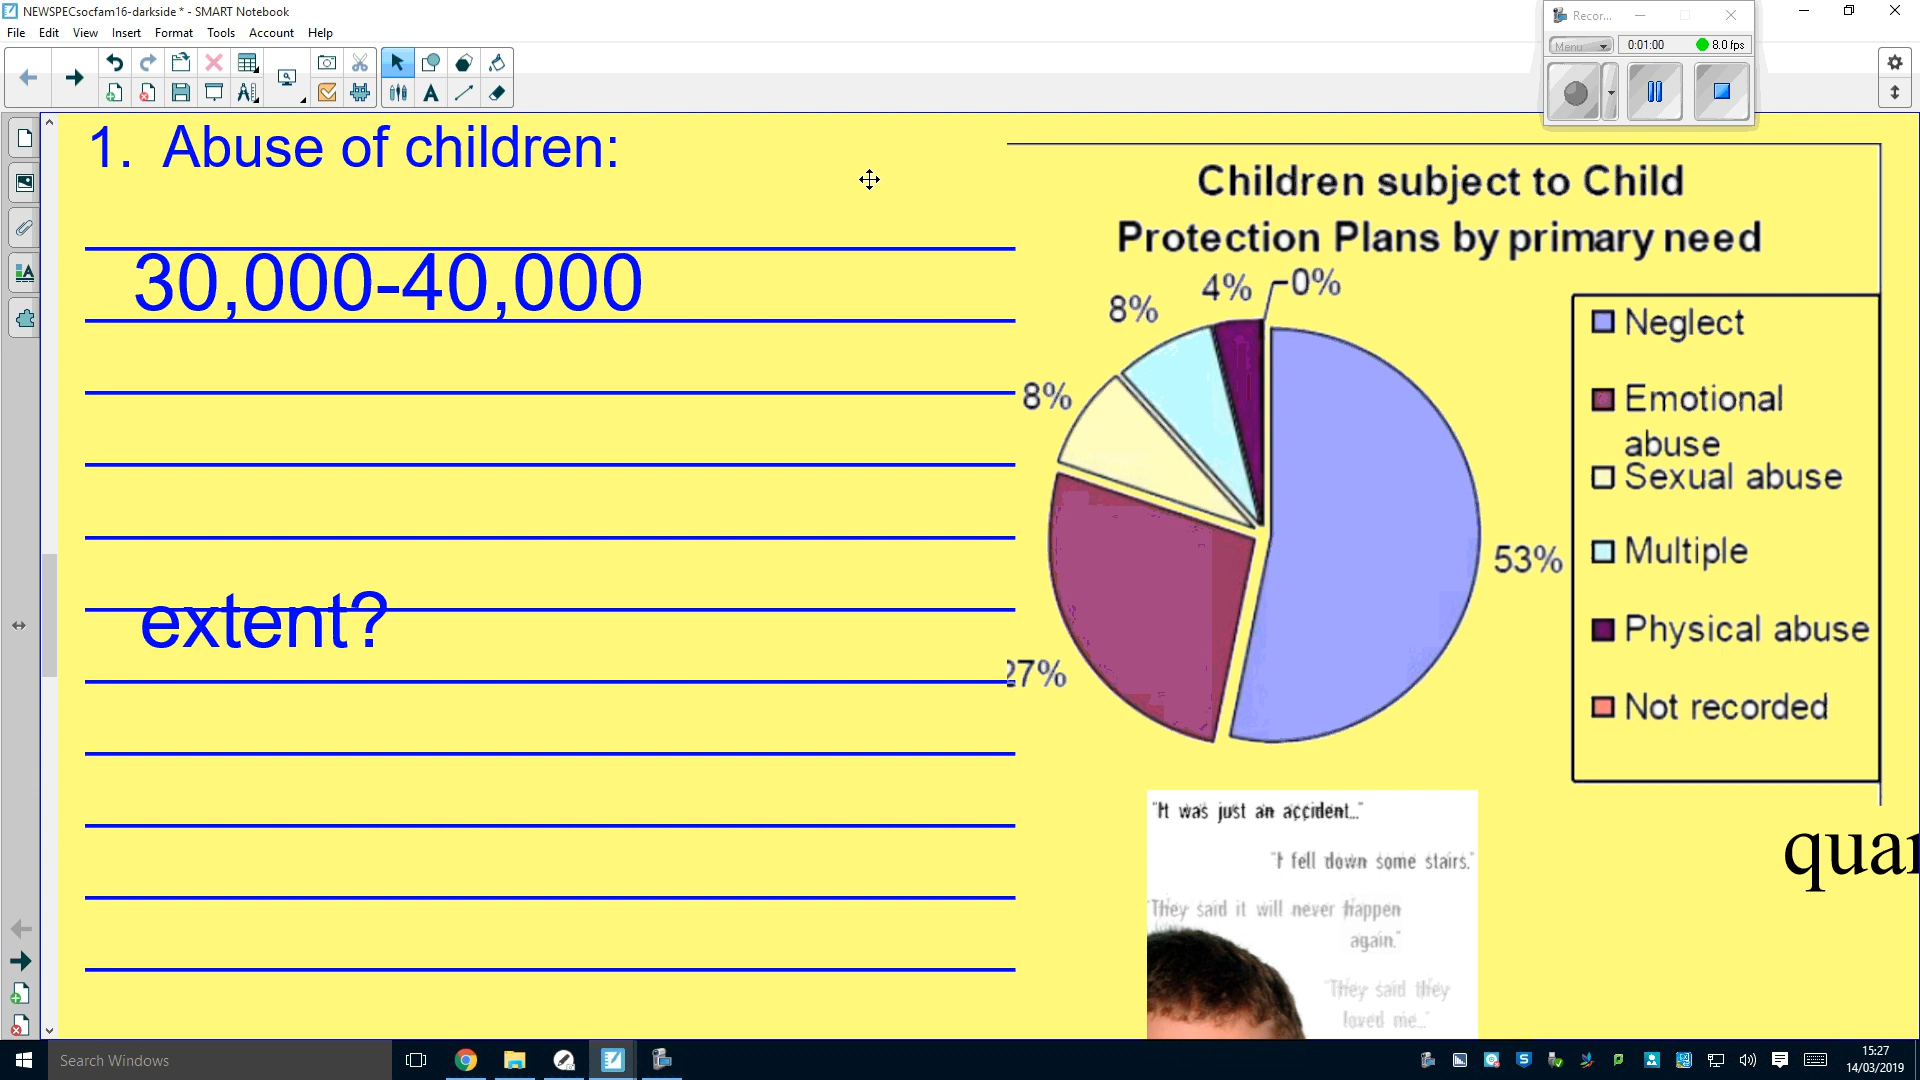 NEWSPECsocfam16-darkside * - SMART Notebook
File Edit View Insert Format Tools Account Help
Recor...
Menu 0:01:00 8.0 fps
1. Abuse of children:
30,000-40,000
extent?
Children subject to Child
Protection Plans by primary need
4% 0%
8%
8%
53%
27%
Neglect
Emotional
abuse
Sexual abuse
Multiple
Physical abuse
Not recorded
"It was just an accident..."
"I fell down some stairs."
"They said it will never happen
again."
"They said they
loved me..."
Search Windows
15:27
14/03/2019